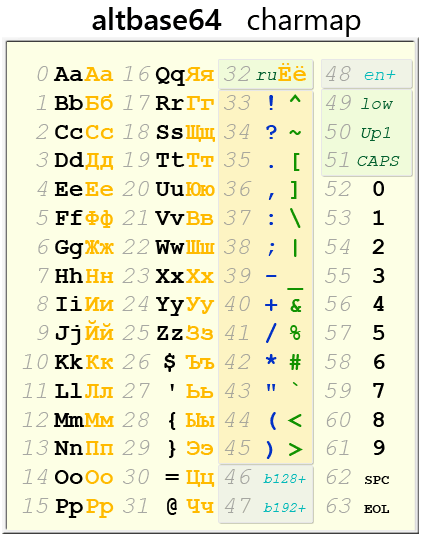 altbase64 charmap
0 Aa Аа 16 Qq Яя 32 ru Ёё 48 en+
1 Bb Бб 17 Rr Гг 33 ! ^ 49 low
2 Cc Сс 18 Ss Щщ 34 ? ~ 50 Up1
3 Dd Дд 19 Tt Тт 35 . [ 51 CAPS
4 Ee Ее 20 Uu Юю 36 , ] 52 0
5 Ff Фф 21 Vv Вв 37 : \ 53 1
6 Gg Жж 22 Ww Шш 38 ; | 54 2
7 Hh Нн 23 Xx Хх 39 - _ 55 3
8 Ii Ии 24 Yy Уу 40 + & 56 4
9 Jj Йй 25 Zz Зз 41 / % 57 5
10 Kk Кк 26 $ Ъъ 42 * # 58 6
11 Ll Лл 27 ' Ьь 43 " ` 59 7
12 Mm Мм 28 { Ыы 44 ( < 60 8
13 Nn Пп 29 } Ээ 45 ) > 61 9
14 Oo Оо 30 = Цц 46 b128+ 62 SPC
15 Pp Рр 31 @ Чч 47 b192+ 63 EOL